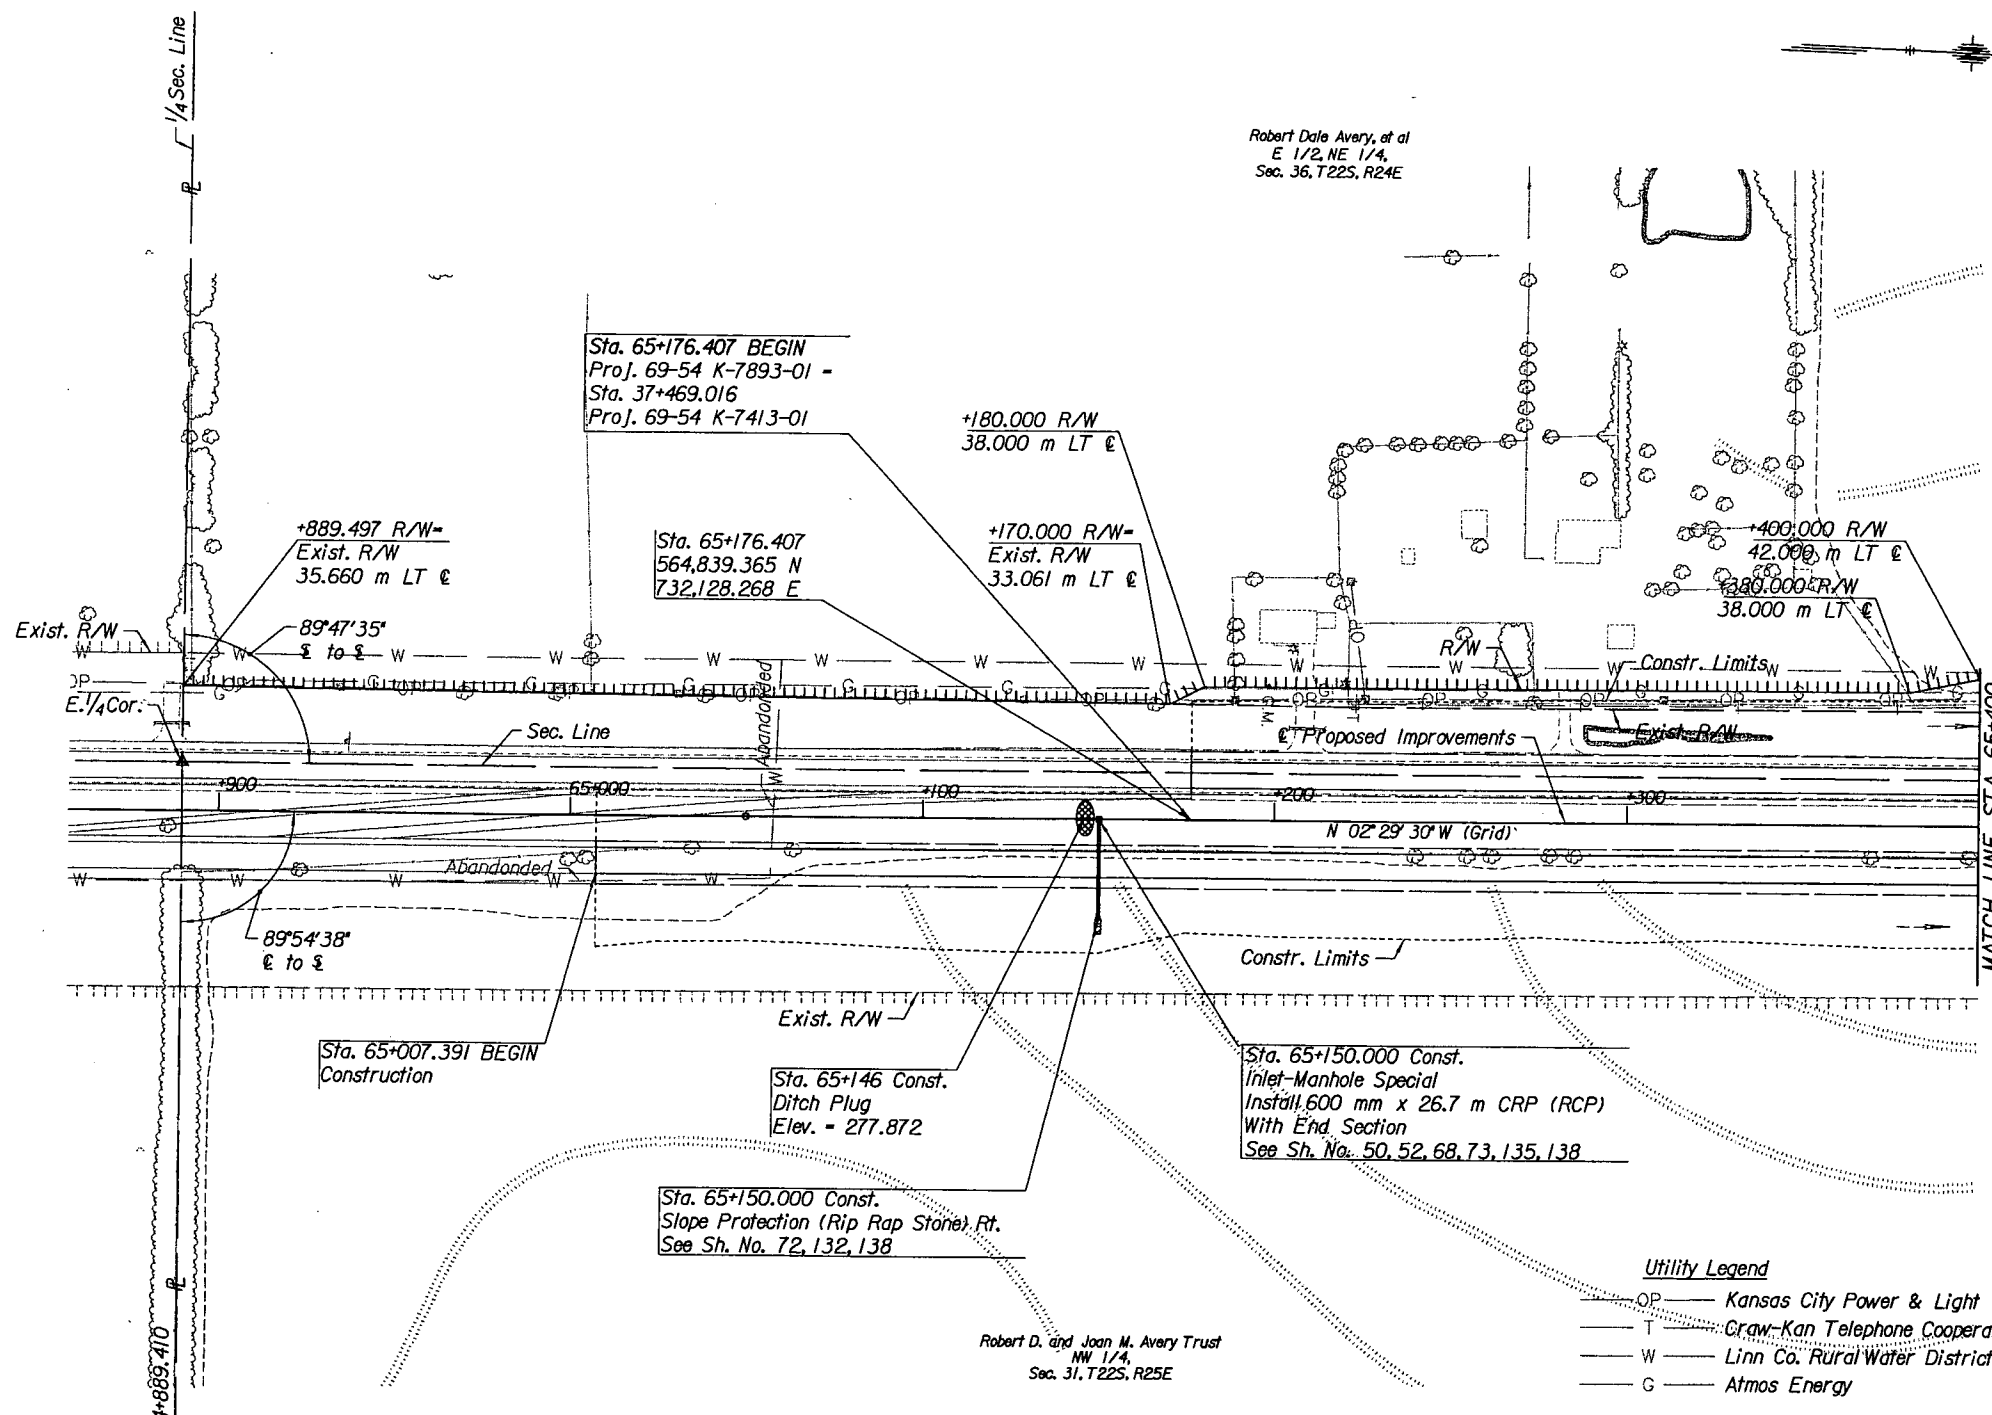 1/4 Sec. Line
PL
Robert Dale Avery, et al
E 1/2, NE 1/4,
Sec. 36, T22S, R24E
Sta. 65+176.407 BEGIN
Proj. 69-54 K-7893-01 =
Sta. 37+469.016
Proj. 69-54 K-7413-01
+180.000 R/W
38.000 m LT ℄
+889.497 R/W=
Exist. R/W
35.660 m LT ℄
Sta. 65+176.407
564,839.365 N
732,128.268 E
+170.000 R/W=
Exist. R/W
33.061 m LT ℄
+400.000 R/W
42.000 m LT ℄
+380.000 R/W
38.000 m LT ℄
Exist. R/W
89°47'35"
R/W
Constr. Limits
E.1/4 Cor.
Abandoned
Sec. Line
℄ Proposed Improvements
Exist. R/W
+900
65+000
+100
+200
+300
N 02°29'30" W (Grid)
Abandonded
89°54'38"
Constr. Limits
MATCH LINE STA. 65+400
Exist. R/W
Sta. 65+007.391 BEGIN
Construction
Sta. 65+146 Const.
Ditch Plug
Elev. = 277.872
Sta. 65+150.000 Const.
Inlet-Manhole Special
Install 600 mm x 26.7 m CRP (RCP)
With End Section
See Sh. No. 50, 52, 68, 73, 135, 138
Sta. 65+150.000 Const.
Slope Protection (Rip Rap Stone) Rt.
See Sh. No. 72, 132, 138
PL
4+889.410
Robert D. and Joan M. Avery Trust
NW 1/4,
Sec. 31, T22S, R25E
Utility Legend
OP Kansas City Power & Light
T Craw-Kan Telephone Coopera
W Linn Co. Rural Water District
G Atmos Energy